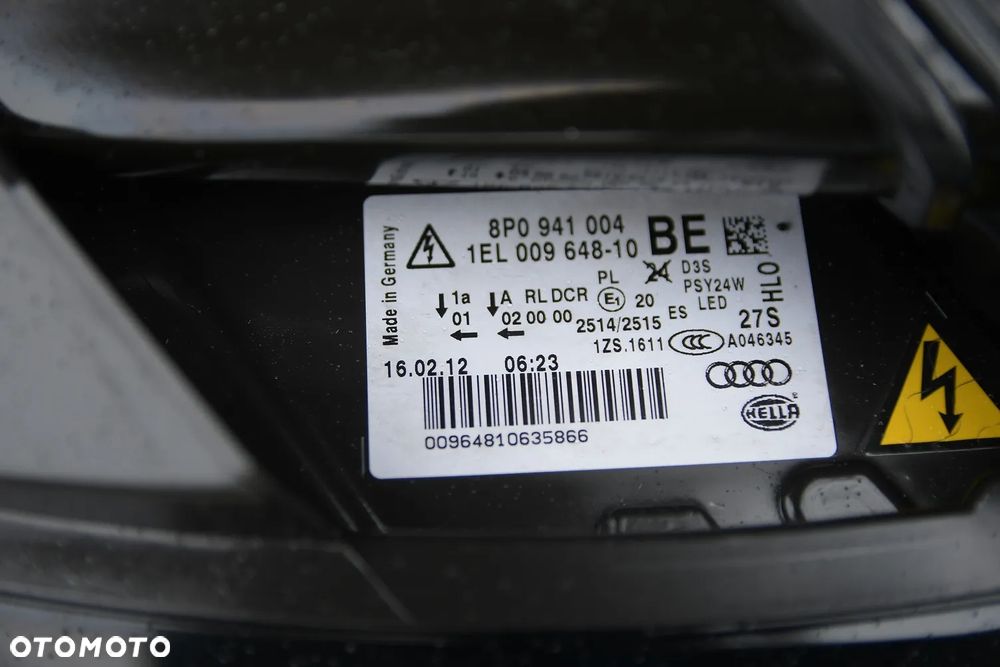 Made in Germany
8P0 941 004 BE
1EL 009 648-10
PL 24 D3S
1a A RL DCR E1 20 PSY24W
01 02 00 00 2514/2515 ES LED HLO
1ZS.1611 CCC A046345 27S
16.02.12 06:23
HELLA
00964810635866
OTOMOTO